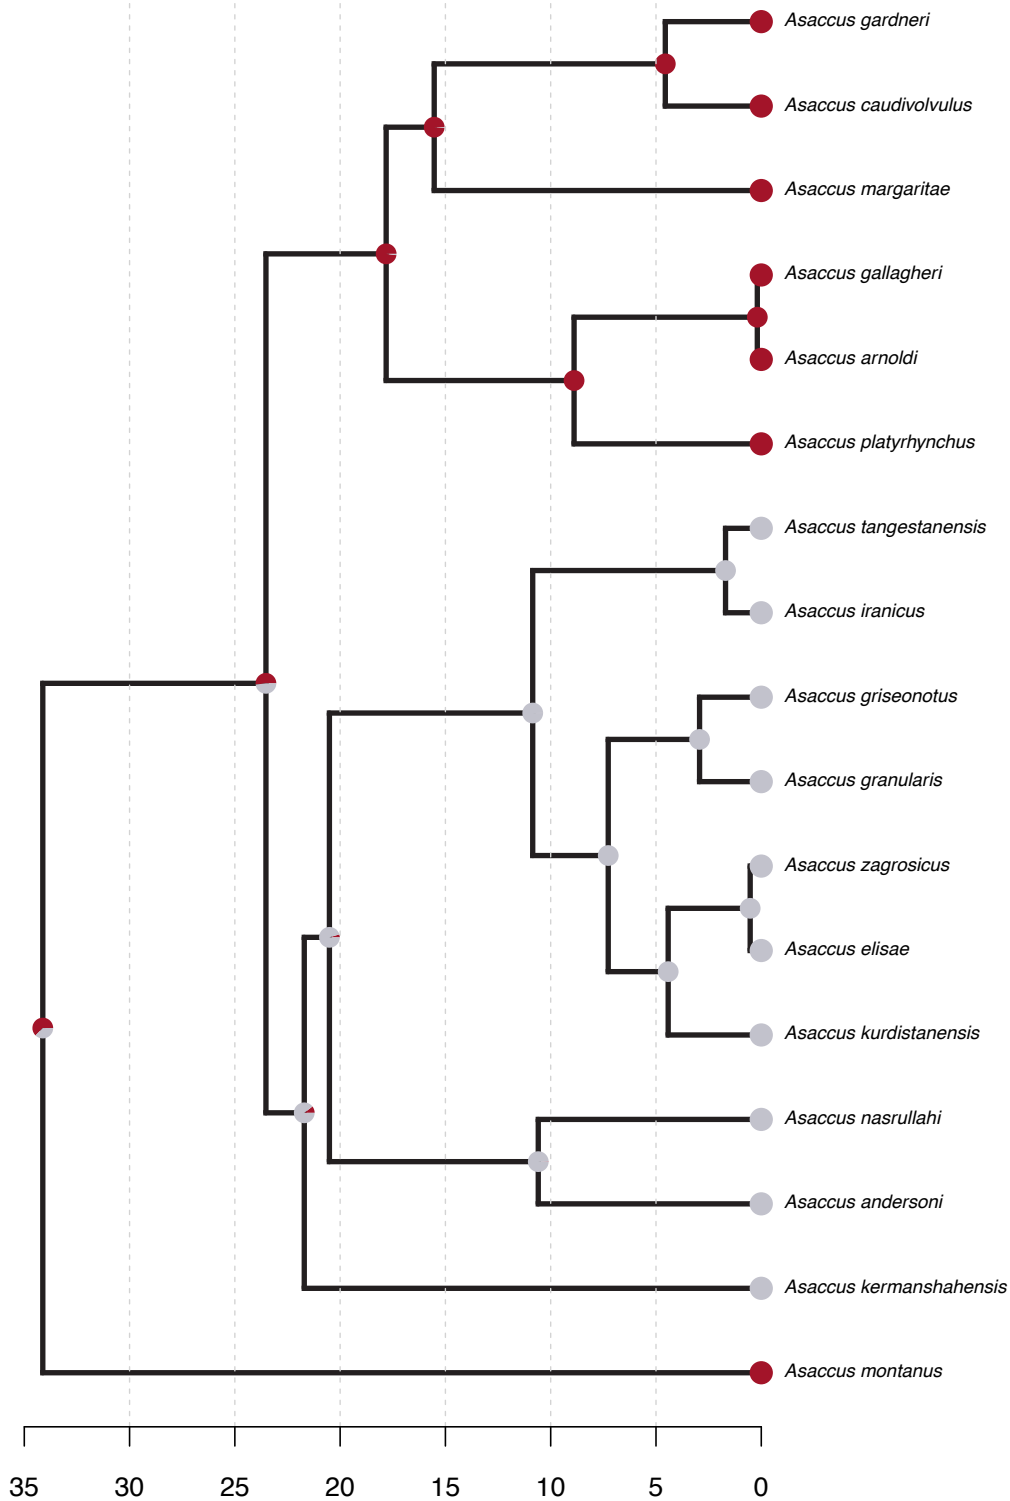 Asaccus gardneri
Asaccus caudivolvulus
Asaccus margaritae
Asaccus gallagheri
Asaccus arnoldi
Asaccus platyrhynchus
Asaccus tangestanensis
Asaccus iranicus
Asaccus griseonotus
Asaccus granularis
Asaccus zagrosicus
Asaccus elisae
Asaccus kurdistanensis
Asaccus nasrullahi
Asaccus andersoni
Asaccus kermanshahensis
Asaccus montanus
35 30 25 20 15 10 5 0